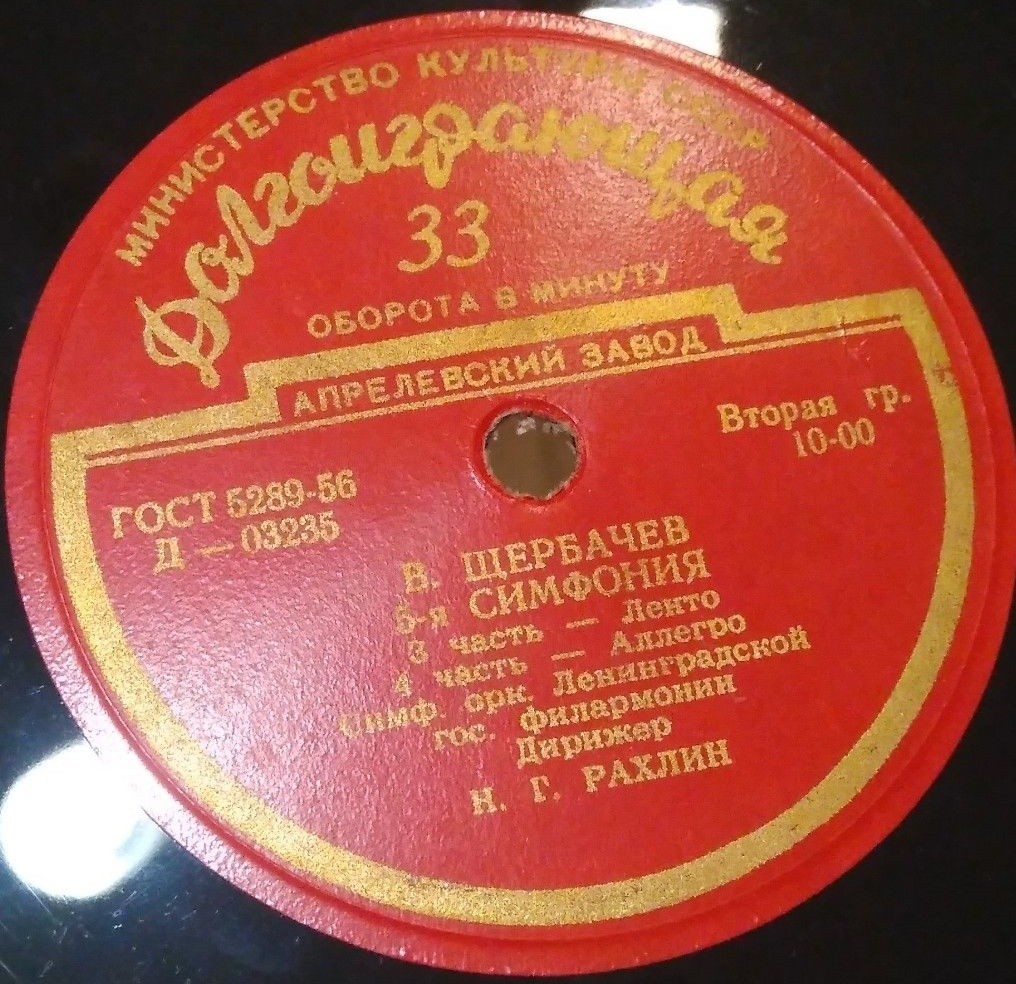 МИНИСТЕРСТВО КУЛЬТУРЫ СССР
Долгоиграющая
33
ОБОРОТА В МИНУТУ
АПРЕЛЕВСКИЙ ЗАВОД
Вторая гр.
10-00
ГОСТ 5289-56
Д — 03235
В. ЩЕРБАЧЕВ
5-я СИМФОНИЯ
3 часть — Ленто
4 часть — Аллегро
Симф. орк. Ленинградской
гос. филармонии
Дирижер
Н. Г. РАХЛИН